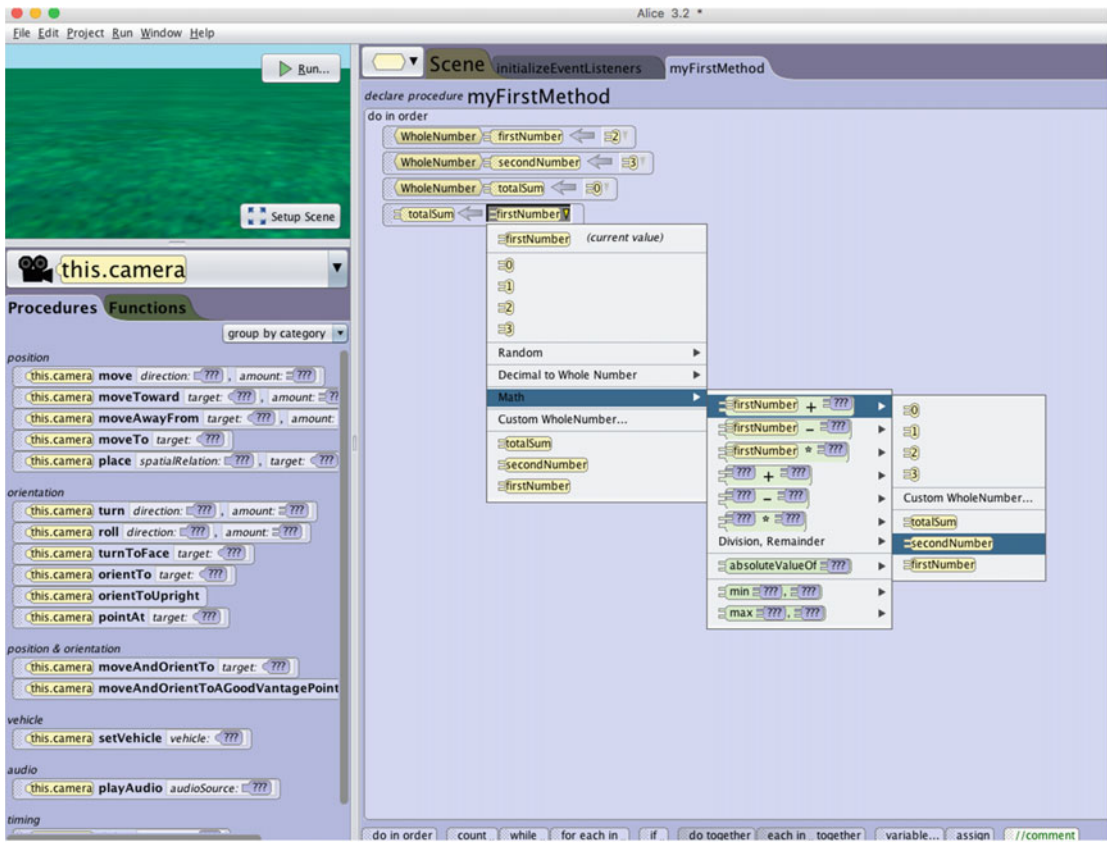 Alice 3.2 *
File Edit Project Run Window Help
Run...
Setup Scene
this.camera
Procedures Functions
group by category
position
this.camera move direction: ??? , amount: ???
this.camera moveToward target: ??? , amount: ??
this.camera moveAwayFrom target: ??? , amount:
this.camera moveTo target: ???
this.camera place spatialRelation: ??? , target: ???
orientation
this.camera turn direction: ??? , amount: ???
this.camera roll direction: ??? , amount: ???
this.camera turnToFace target: ???
this.camera orientTo target: ???
this.camera orientToUpright
this.camera pointAt target: ???
position & orientation
this.camera moveAndOrientTo target: ???
this.camera moveAndOrientToAGoodVantagePoint
vehicle
this.camera setVehicle vehicle: ???
audio
this.camera playAudio audioSource: ???
timing
Scene initializeEventListeners myFirstMethod
declare procedure myFirstMethod
do in order
WholeNumber firstNumber 2
WholeNumber secondNumber 3
WholeNumber totalSum 0
totalSum firstNumber
firstNumber (current value)
0
1
2
3
Random
Decimal to Whole Number
Math
Custom WholeNumber...
totalSum
secondNumber
firstNumber
firstNumber + ???
firstNumber - ???
firstNumber * ???
??? + ???
??? - ???
??? * ???
Division, Remainder
absoluteValueOf ???
min ??? , ???
max ??? , ???
0
1
2
3
Custom WholeNumber...
totalSum
secondNumber
firstNumber
do in order count while for each in if do together each in together variable... assign //comment